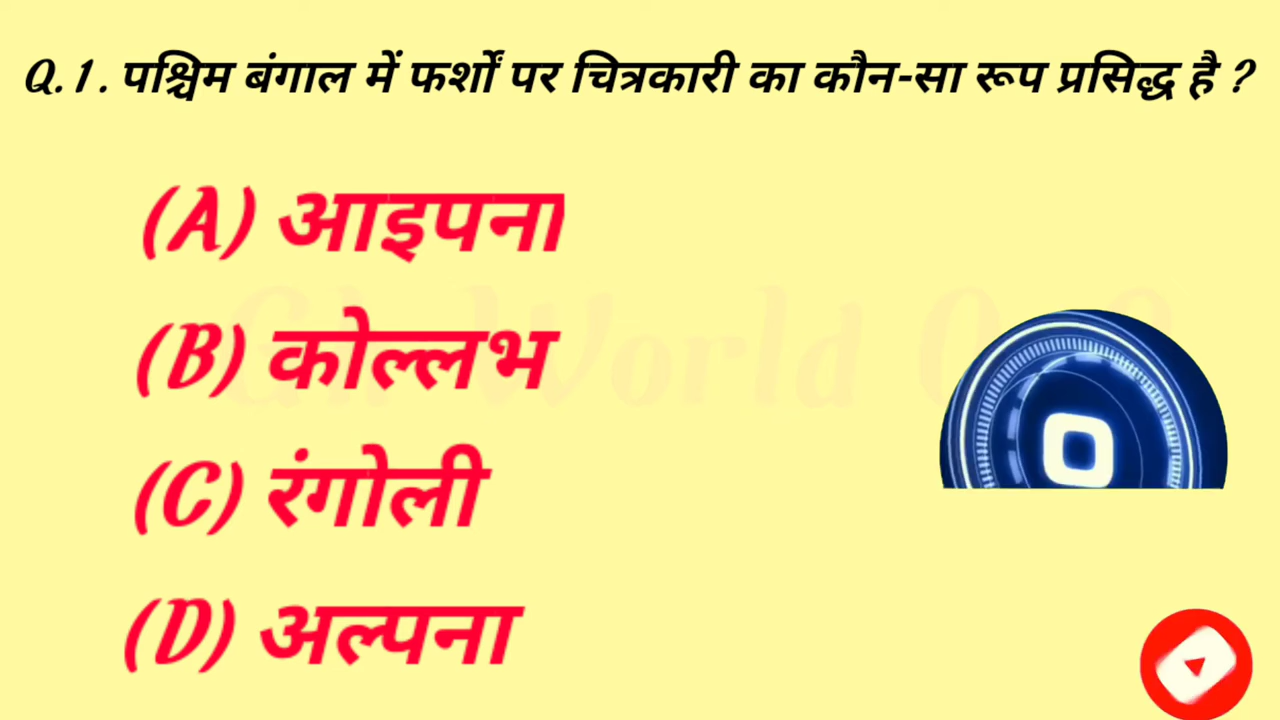 Q.1. पश्चिम बंगाल में फर्शों पर चित्रकारी का कौन-सा रूप प्रसिद्ध है ?
(A) आइपना
(B) कोल्लभ
(C) रंगोली
(D) अल्पना